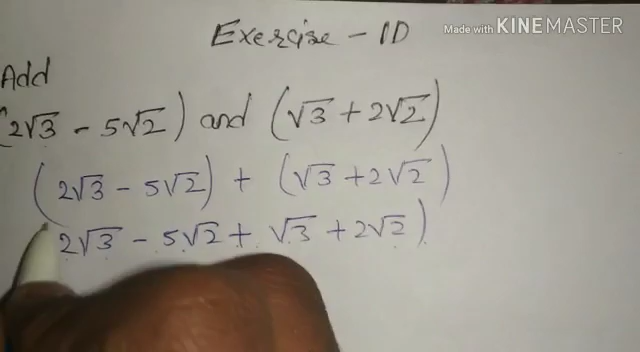 Made with KINEMASTER
Exercise - 1D
Add
(2√3 - 5√2) and (√3 + 2√2)
(2√3 - 5√2) + (√3 + 2√2)
2√3 - 5√2 + √3 + 2√2)